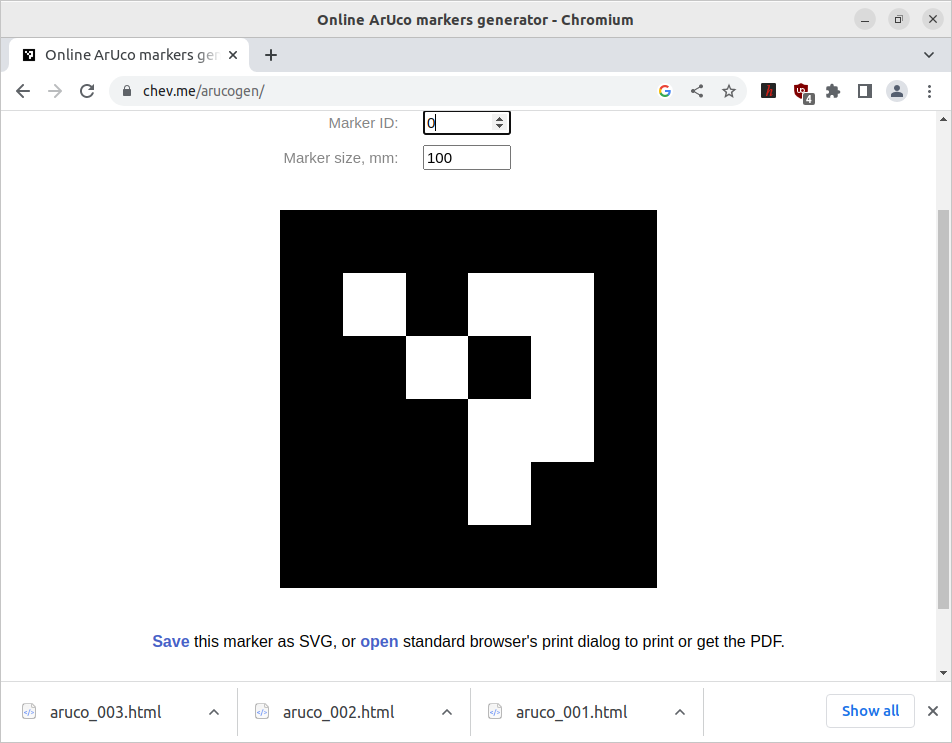 Online ArUco markers generator - Chromium
Online ArUco markers gen
chev.me/arucogen/
4
Marker ID: 0
Marker size, mm: 100
Save this marker as SVG, or open standard browser's print dialog to print or get the PDF.
aruco_003.html aruco_002.html aruco_001.html Show all